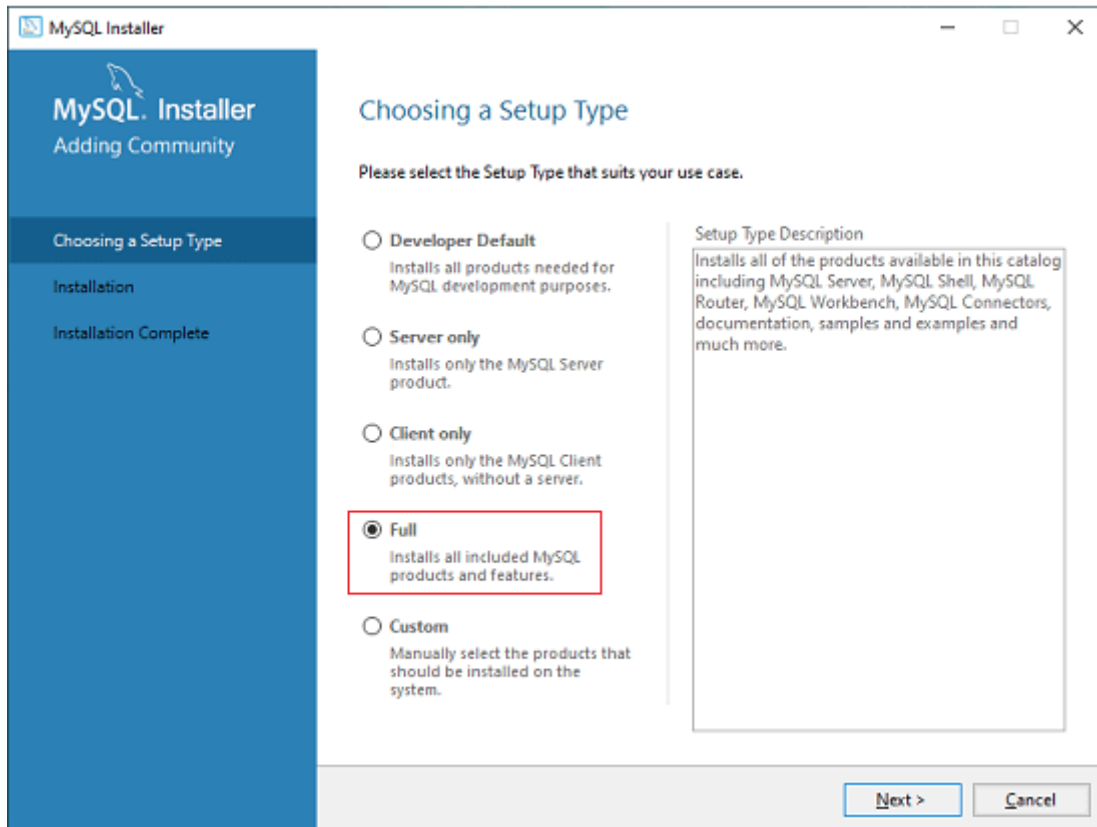 MySQL Installer
MySQL. Installer
Adding Community
Choosing a Setup Type
Installation
Installation Complete
Choosing a Setup Type
Please select the Setup Type that suits your use case.
Developer Default
Installs all products needed for
MySQL development purposes.
Server only
Installs only the MySQL Server
product.
Client only
Installs only the MySQL Client
products, without a server.
Full
Installs all included MySQL
products and features.
Custom
Manually select the products that
should be installed on the
system.
Setup Type Description
Installs all of the products available in this catalog
including MySQL Server, MySQL Shell, MySQL
Router, MySQL Workbench, MySQL Connectors,
documentation, samples and examples and
much more.
Next >
Cancel